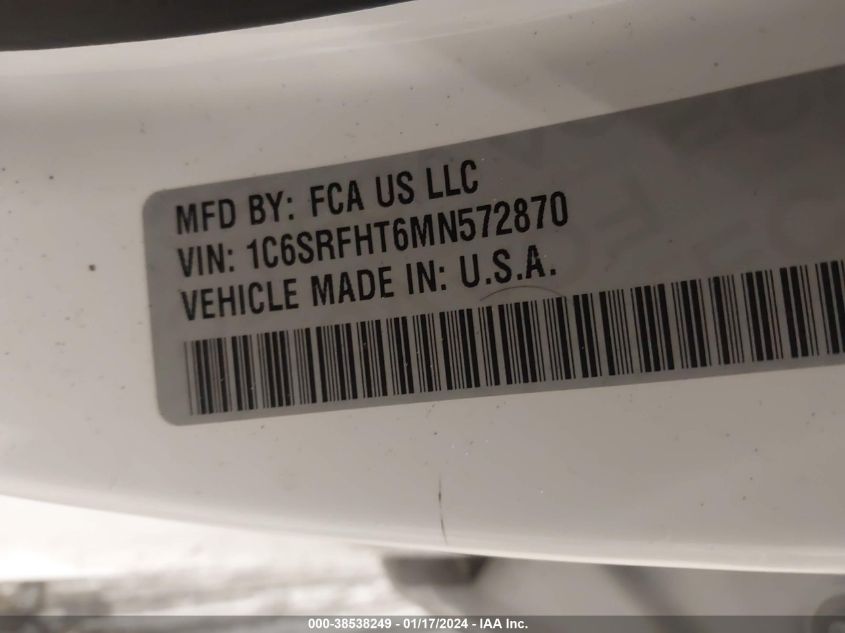 MFD BY: FCA US LLC
VIN: 1C6SRFHT6MN572870
VEHICLE MADE IN: U.S.A.
000-38538249 - 01/17/2024 - IAA Inc.